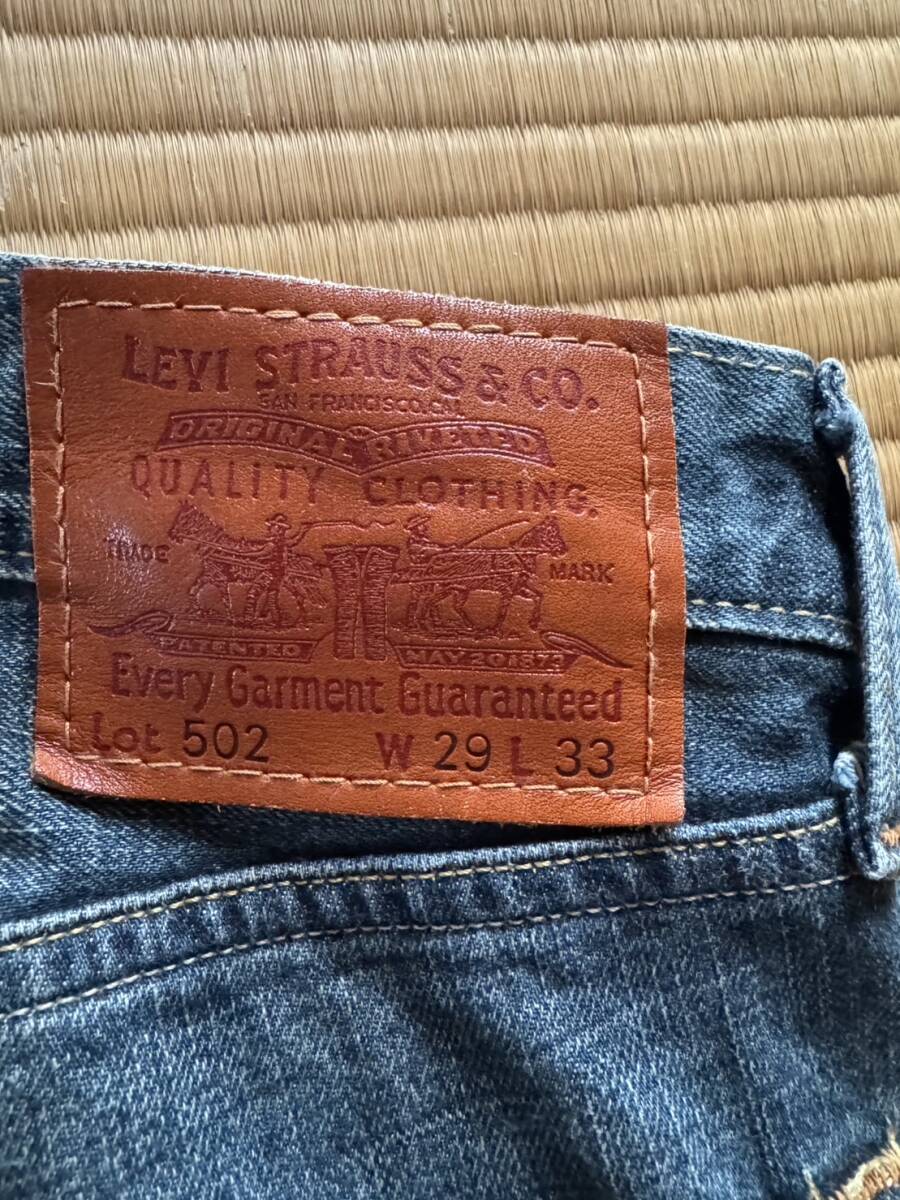 LEVI STRAUSS & CO.
SAN FRANCISCO, CAL.
ORIGINAL RIVETED
QUALITY CLOTHING.
TRADE MARK
PATENTED MAY 20 1873
Every Garment Guaranteed
Lot 502 W 29 L 33